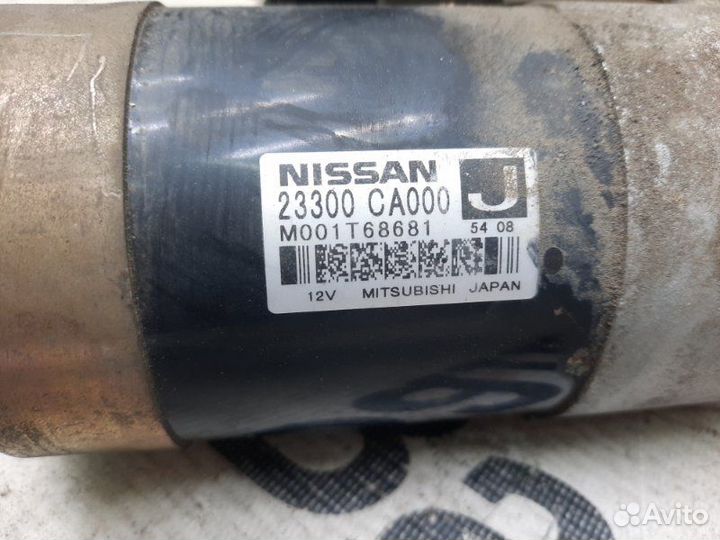 NISSAN
23300 CA000 J
M001T68681 54 08
12V MITSUBISHI JAPAN
Avito